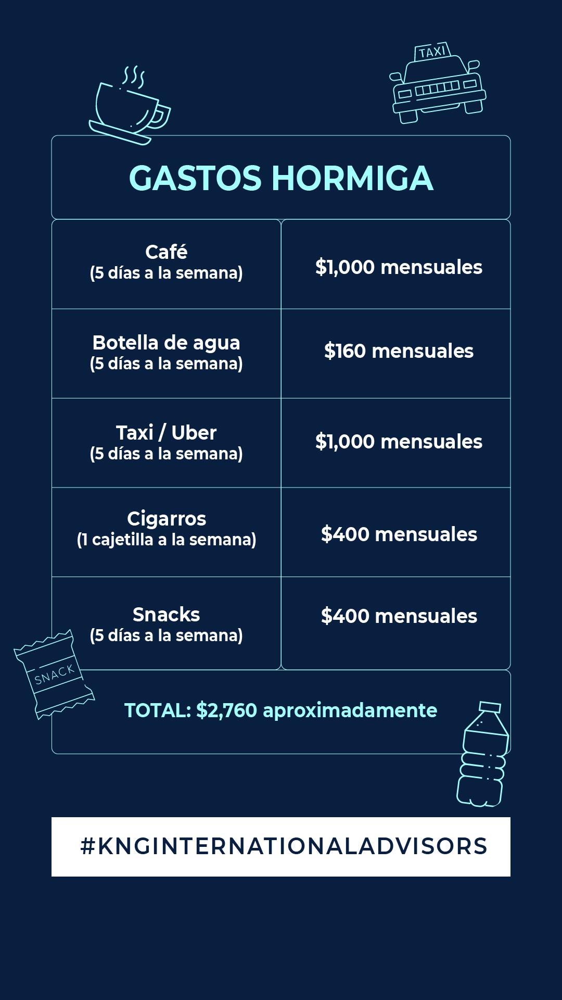 TAXI
GASTOS HORMIGA
Café
(5 días a la semana)
$1,000 mensuales
Botella de agua
(5 días a la semana)
$160 mensuales
Taxi / Uber
(5 días a la semana)
$1,000 mensuales
Cigarros
(1 cajetilla a la semana)
$400 mensuales
Snacks
(5 días a la semana)
$400 mensuales
SNACK
TOTAL: $2,760 aproximadamente
#KNGINTERNATIONALADVISORS